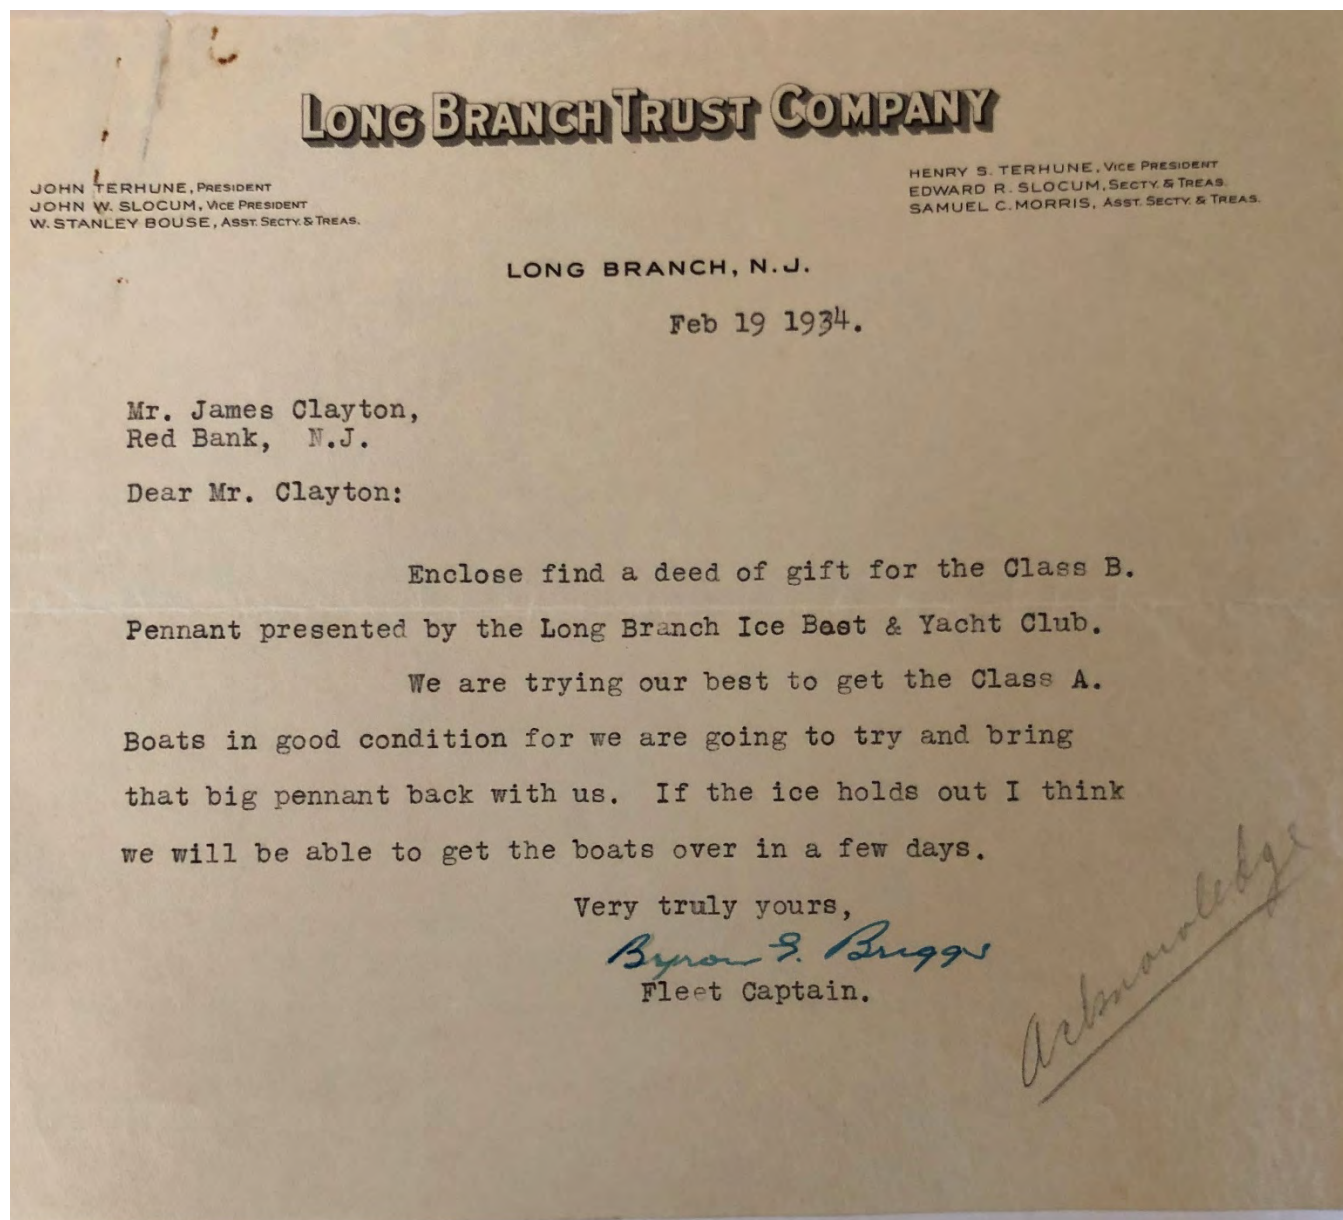 LONG BRANCH TRUST COMPANY
JOHN TERHUNE, PRESIDENT
JOHN W. SLOCUM, VICE PRESIDENT
W. STANLEY BOUSE, ASST. SECTY. & TREAS.
HENRY S. TERHUNE, VICE PRESIDENT
EDWARD R. SLOCUM, SECTY. & TREAS.
SAMUEL C. MORRIS, ASST. SECTY. & TREAS.
LONG BRANCH, N.J.
Feb 19 1934.
Mr. James Clayton,
Red Bank, N.J.
Dear Mr. Clayton:
Enclose find a deed of gift for the Class B.
Pennant presented by the Long Branch Ice Boat & Yacht Club.
We are trying our best to get the Class A.
Boats in good condition for we are going to try and bring
that big pennant back with us. If the ice holds out I think
we will be able to get the boats over in a few days.
Very truly yours,
Byron E. Briggs
Fleet Captain.
Acknowledge